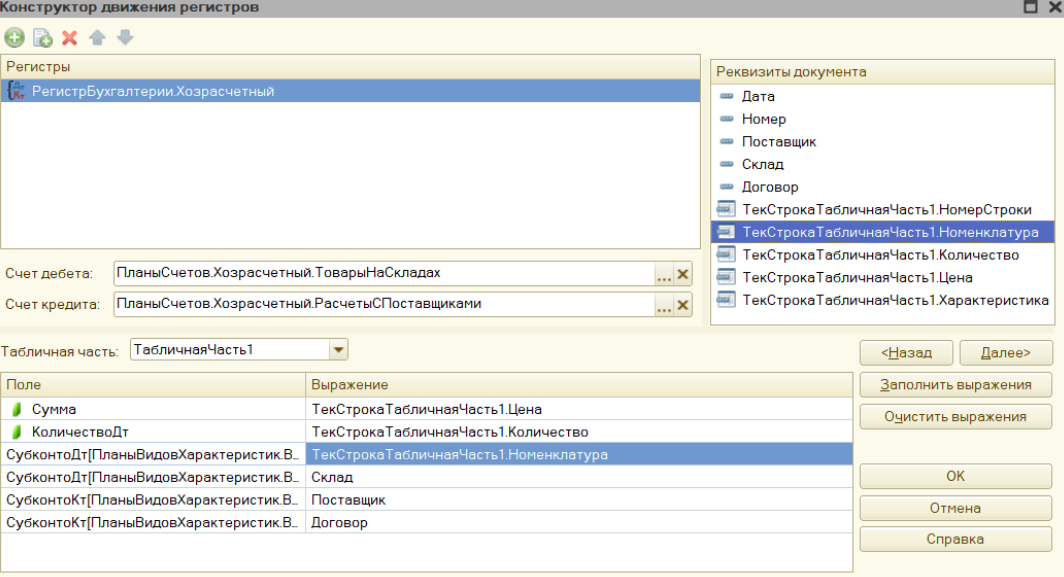 Конструктор движения регистров
Регистры
РегистрБухгалтерии.Хозрасчетный
Реквизиты документа
Дата
Номер
Поставщик
Склад
Договор
ТекСтрокаТабличнаяЧасть1.НомерСтроки
ТекСтрокаТабличнаяЧасть1.Номенклатура
ТекСтрокаТабличнаяЧасть1.Количество
ТекСтрокаТабличнаяЧасть1.Цена
ТекСтрокаТабличнаяЧасть1.Характеристика
Счет дебета: ПланыСчетов.Хозрасчетный.ТоварыНаСкладах ...
Счет кредита: ПланыСчетов.Хозрасчетный.РасчетыСПоставщиками ...
Табличная часть: ТабличнаяЧасть1
<Назад Далее>
Заполнить выражения
Очистить выражения
OK
Отмена
Справка
Поле Выражение
Сумма ТекСтрокаТабличнаяЧасть1.Цена
КоличествоДт ТекСтрокаТабличнаяЧасть1.Количество
СубконтоДт[ПланыВидовХарактеристик.В... ТекСтрокаТабличнаяЧасть1.Номенклатура
СубконтоДт[ПланыВидовХарактеристик.В... Склад
СубконтоКт[ПланыВидовХарактеристик.В... Поставщик
СубконтоКт[ПланыВидовХарактеристик.В... Договор